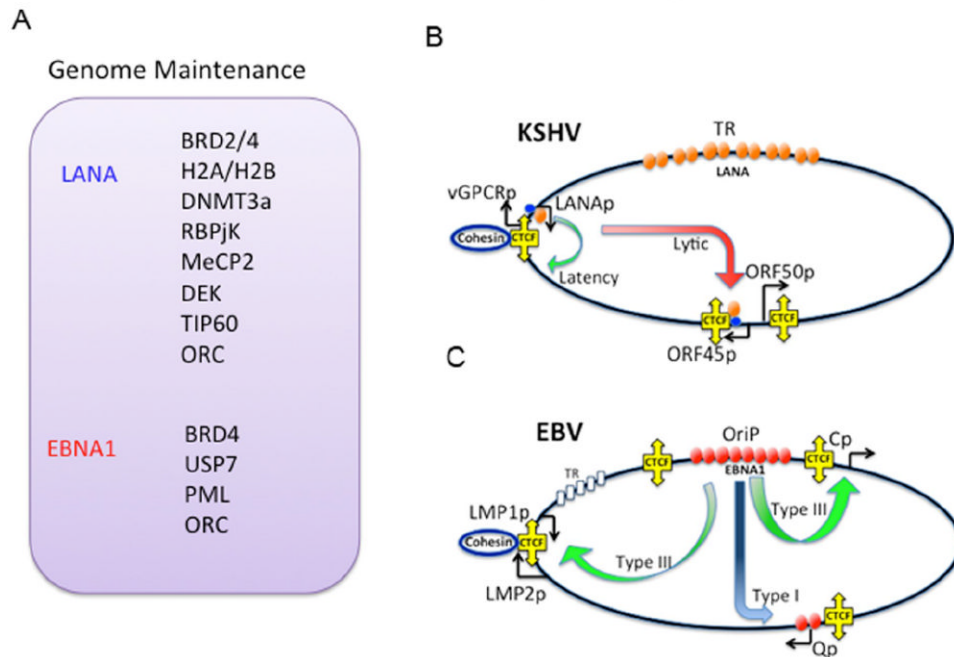 A
Genome Maintenance
LANA
BRD2/4
H2A/H2B
DNMT3a
RBPjK
MeCP2
DEK
TIP60
ORC
EBNA1
BRD4
USP7
PML
ORC
B
KSHV
TR
LANA
vGPCRp
LANAp
Cohesin
CTCF
Latency
Lytic
ORF50p
CTCF
CTCF
ORF45p
C
EBV
OriP
EBNA1
Cp
CTCF
CTCF
TR
LMP1p
Cohesin
CTCF
LMP2p
Type III
Type III
Type I
CTCF
Qp